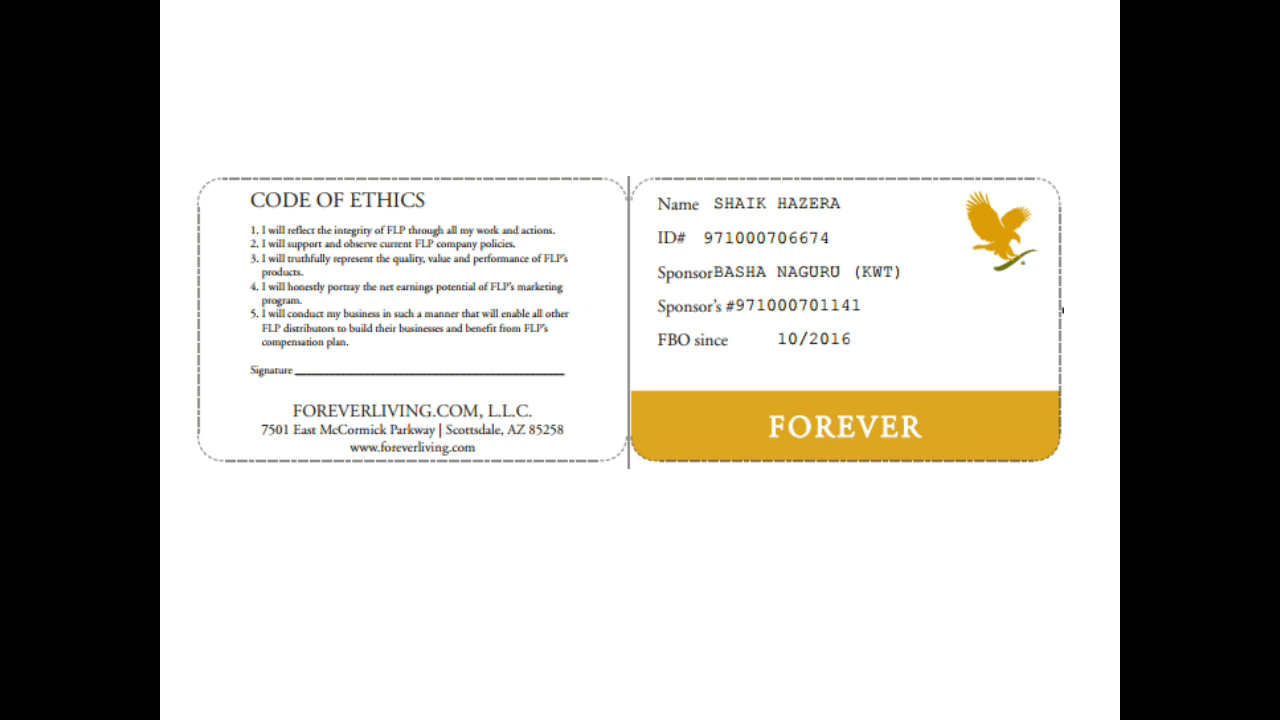 CODE OF ETHICS
1. I will reflect the integrity of FLP through all my work and actions.
2. I will support and observe current FLP company policies.
3. I will truthfully represent the quality, value and performance of FLP's
products.
4. I will honestly portray the net earnings potential of FLP's marketing
program.
5. I will conduct my business in such a manner that will enable all other
FLP distributors to build their businesses and benefit from FLP's
compensation plan.
Signature
FOREVERLIVING.COM, L.L.C.
7501 East McCormick Parkway | Scottsdale, AZ 85258
www.foreverliving.com
Name SHAIK HAZERA
ID# 971000706674
Sponsor BASHA NAGURU (KWT)
Sponsor's #971000701141
FBO since 10/2016
FOREVER